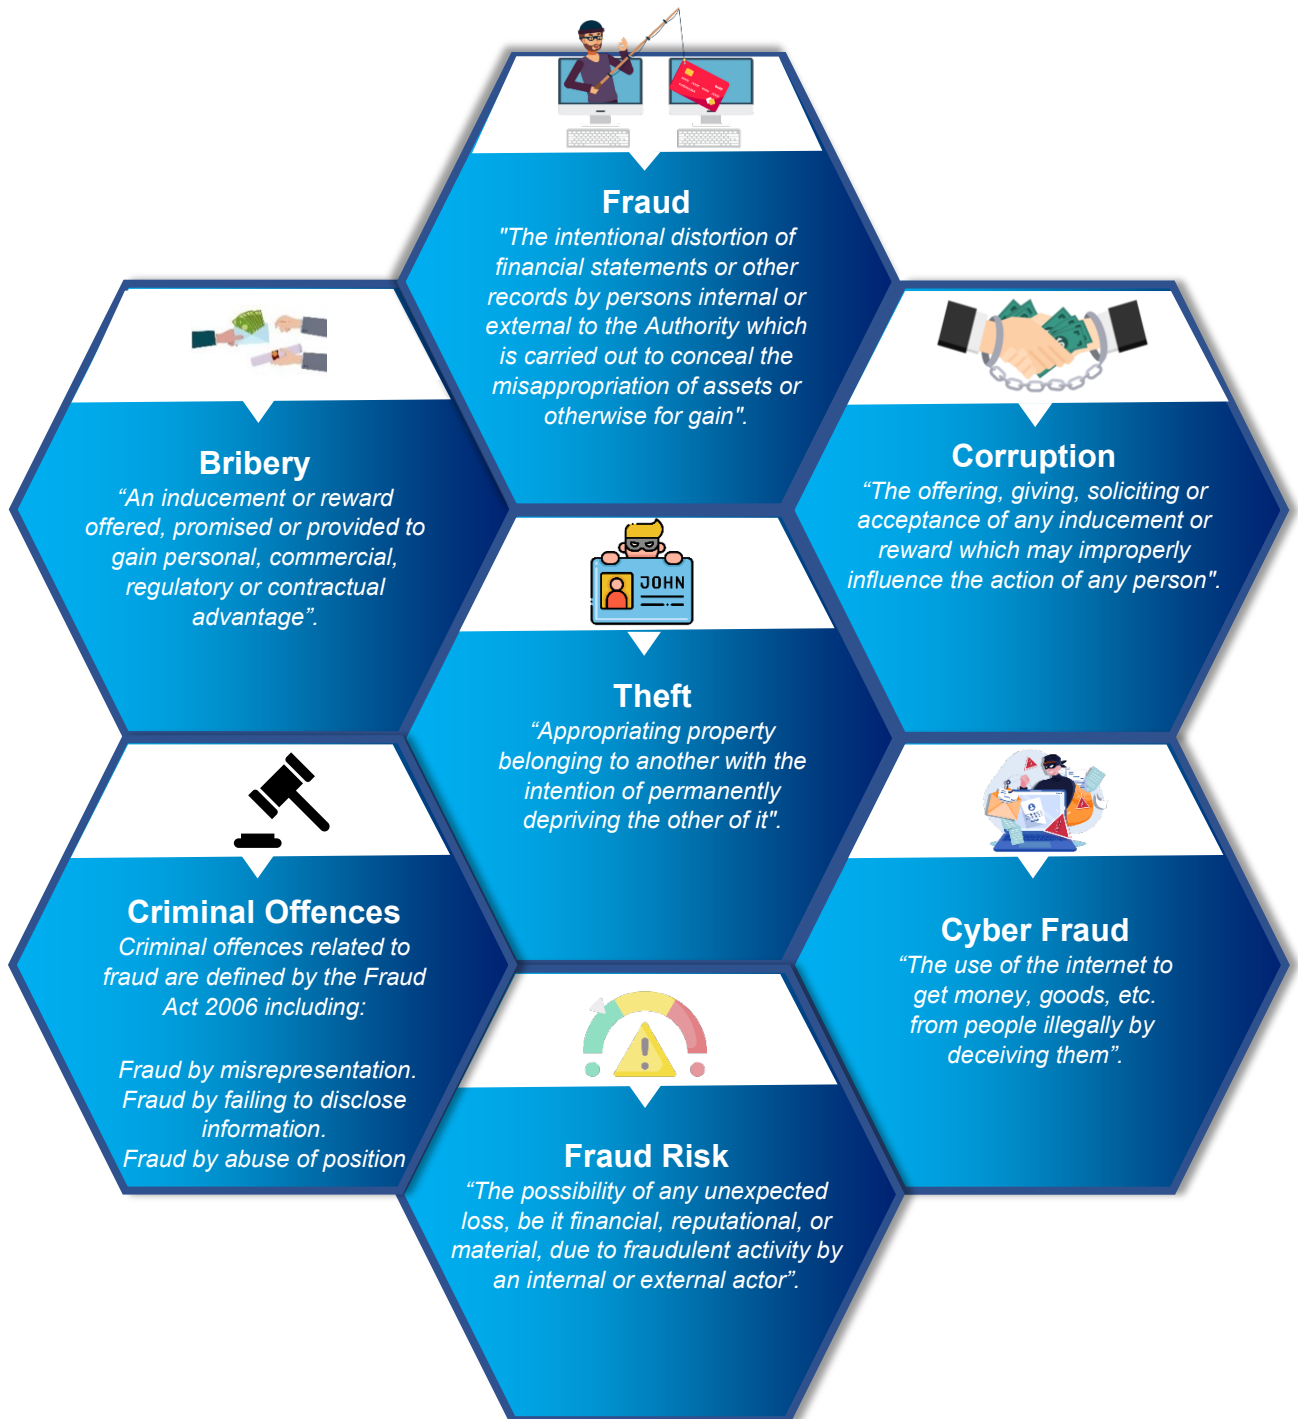 Fraud
"The intentional distortion of
financial statements or other
records by persons internal or
external to the Authority which
is carried out to conceal the
misappropriation of assets or
otherwise for gain".
Bribery
“An inducement or reward
offered, promised or provided to
gain personal, commercial,
regulatory or contractual
advantage”.
Corruption
“The offering, giving, soliciting or
acceptance of any inducement or
reward which may improperly
influence the action of any person".
JOHN
Theft
“Appropriating property
belonging to another with the
intention of permanently
depriving the other of it".
Criminal Offences
Criminal offences related to
fraud are defined by the Fraud
Act 2006 including:
Fraud by misrepresentation.
Fraud by failing to disclose
information.
Fraud by abuse of position
Cyber Fraud
“The use of the internet to
get money, goods, etc.
from people illegally by
deceiving them”.
Fraud Risk
“The possibility of any unexpected
loss, be it financial, reputational, or
material, due to fraudulent activity by
an internal or external actor”.